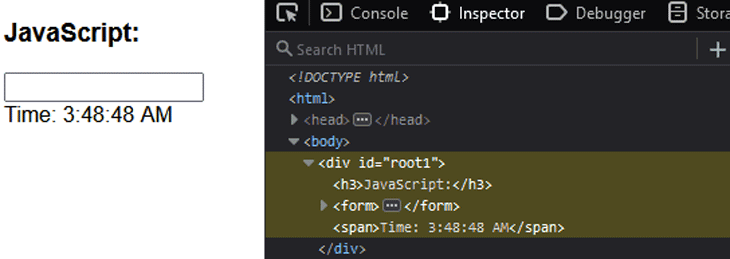 JavaScript:
Time: 3:48:48 AM
Console Inspector Debugger Stora
Search HTML
<!DOCTYPE html>
<html>
<head> ··· </head>
<body>
<div id="root1">
<h3>JavaScript:</h3>
<form> ··· </form>
<span>Time: 3:48:48 AM</span>
</div>